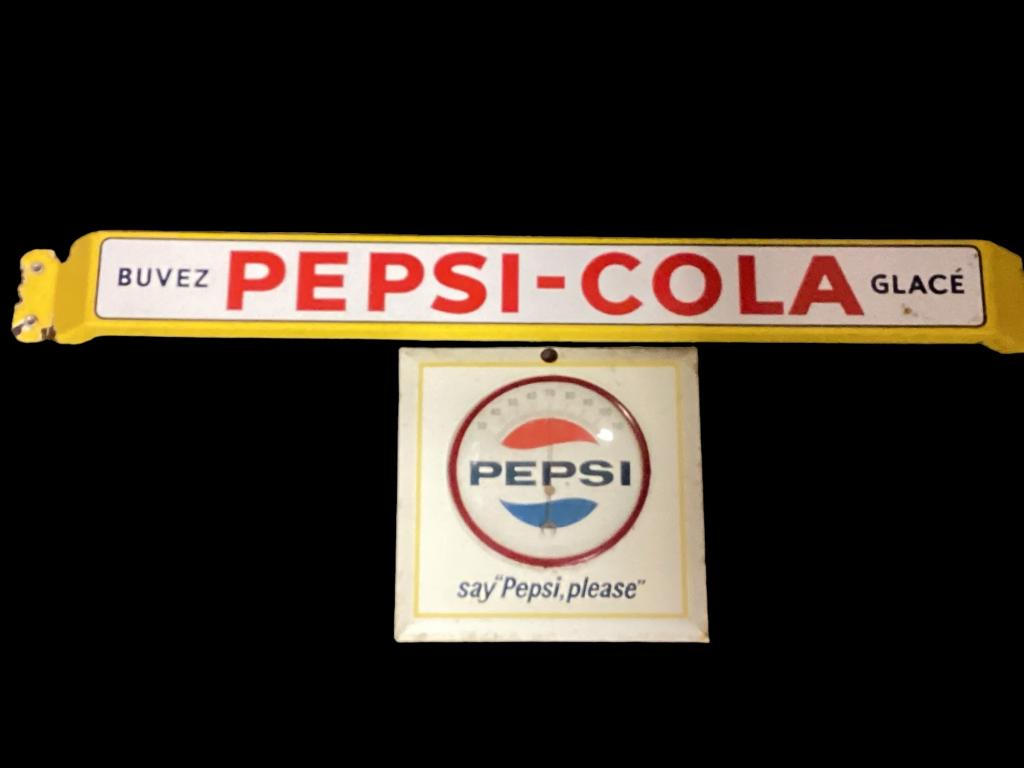 BUVEZ PEPSI-COLA GLACÉ
PEPSI
say "Pepsi, please"